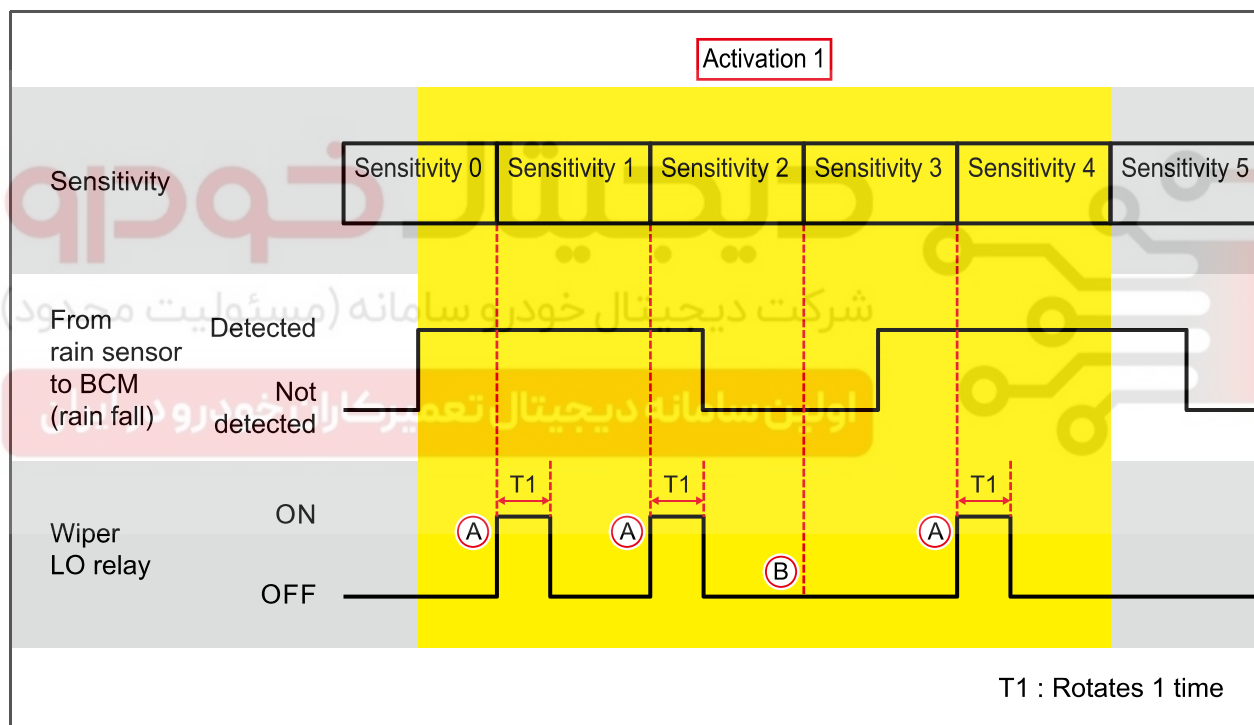 Activation 1
Sensitivity
Sensitivity 0
Sensitivity 1
Sensitivity 2
Sensitivity 3
Sensitivity 4
Sensitivity 5
دیجیتال خودرو
شرکت دیجیتال خودرو سامانه (مسئولیت محدود)
اولین سامانه دیجیتال تعمیرکاران خودرو در ایران
From
rain sensor
to BCM
(rain fall)
Detected
Not
detected
Wiper
LO relay
ON
OFF
T1
T1
T1
A
A
B
A
T1 : Rotates 1 time